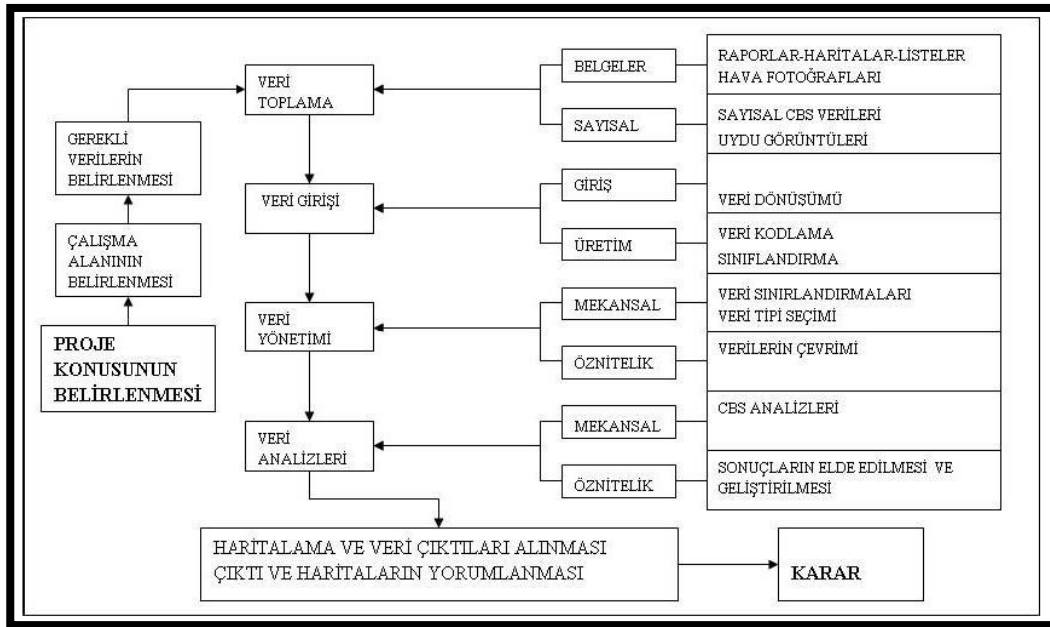 VERİ
TOPLAMA
BELGELER
RAPORLAR-HARİTALAR-LİSTELER
HAVA FOTOĞRAFLARI
SAYISAL
SAYISAL CBS VERİLERİ
UYDU GÖRÜNTÜLERİ
GEREKLİ
VERİLERİN
BELİRLENMESİ
VERİ GİRİŞİ
GİRİŞ
VERİ DÖNÜŞÜMÜ
ÜRETİM
VERİ KODLAMA
SINIFLANDIRMA
ÇALIŞMA
ALANININ
BELİRLENMESİ
VERİ
YÖNETİMİ
MEKANSAL
VERİ SINIRLANDIRMALARI
VERİ TİPİ SEÇİMİ
ÖZNİTELİK
VERİLERİN ÇEVRİMİ
PROJE
KONUSUNUN
BELİRLENMESİ
VERİ
ANALİZLERİ
MEKANSAL
CBS ANALİZLERİ
ÖZNİTELİK
SONUÇLARIN ELDE EDİLMESİ VE
GELİŞTİRİLMESİ
HARİTALAMA VE VERİ ÇIKTILARI ALINMASI
ÇIKTI VE HARİTALARIN YORUMLANMASI
KARAR